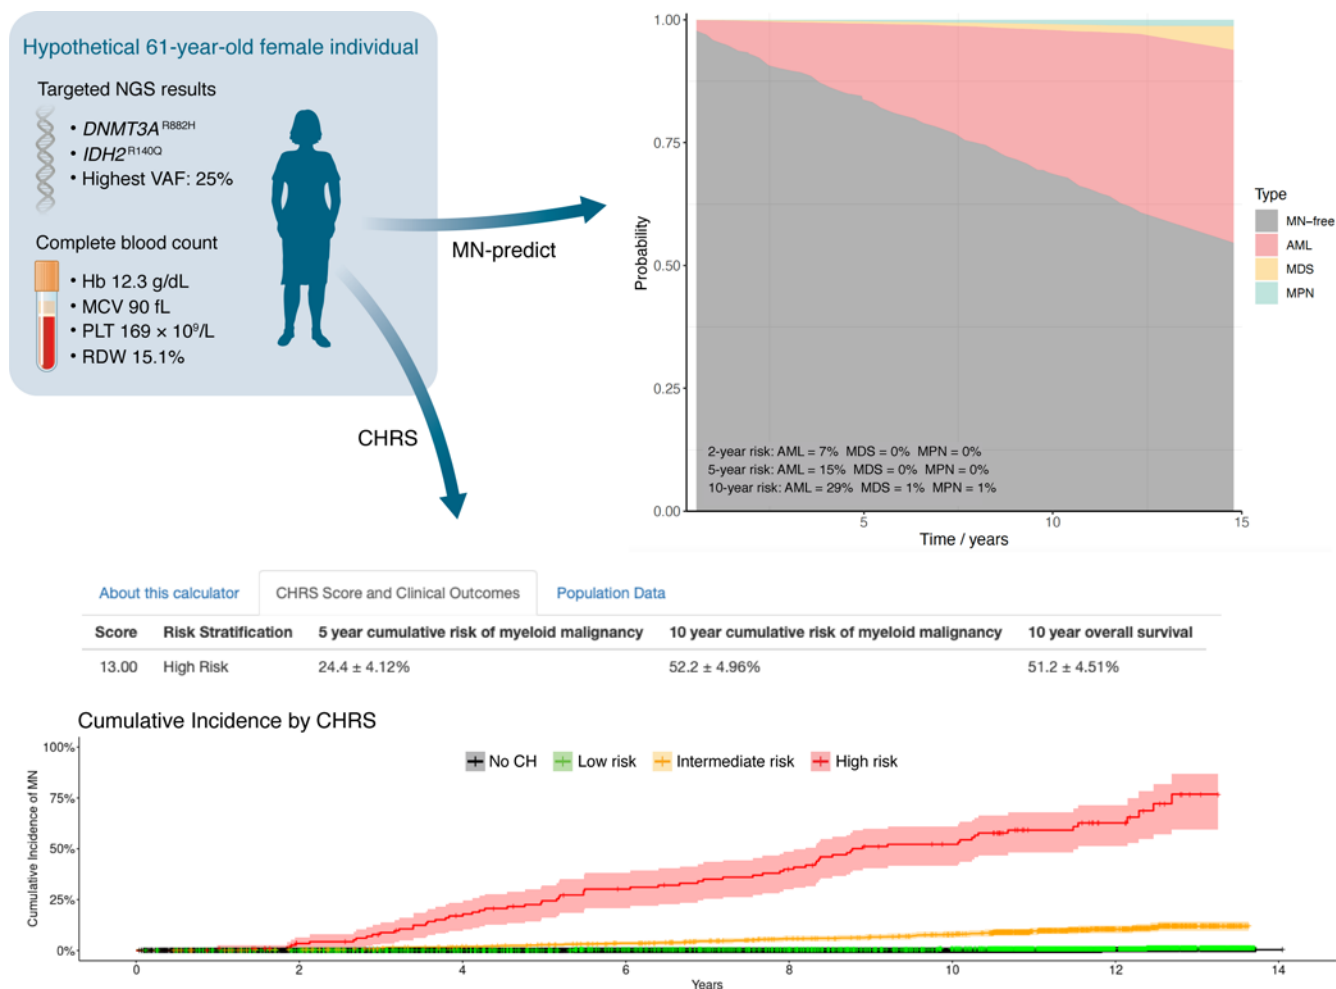 Hypothetical 61-year-old female individual
Targeted NGS results
• DNMT3A R882H
• IDH2 R140Q
• Highest VAF: 25%
Complete blood count
• Hb 12.3 g/dL
• MCV 90 fL
• PLT 169 × 10⁹/L
• RDW 15.1%
MN-predict
CHRS
1.00
0.75
0.50
0.25
0.00
Probability
2-year risk: AML = 7% MDS = 0% MPN = 0%
5-year risk: AML = 15% MDS = 0% MPN = 0%
10-year risk: AML = 29% MDS = 1% MPN = 1%
5 10 15
Time / years
Type
MN-free
AML
MDS
MPN
About this calculator CHRS Score and Clinical Outcomes Population Data
Score Risk Stratification 5 year cumulative risk of myeloid malignancy 10 year cumulative risk of myeloid malignancy 10 year overall survival
13.00 High Risk 24.4 ± 4.12% 52.2 ± 4.96% 51.2 ± 4.51%
Cumulative Incidence by CHRS
No CH Low risk Intermediate risk High risk
100%
75%
50%
25%
0%
Cumulative Incidence of MN
0 2 4 6 8 10 12 14
Years